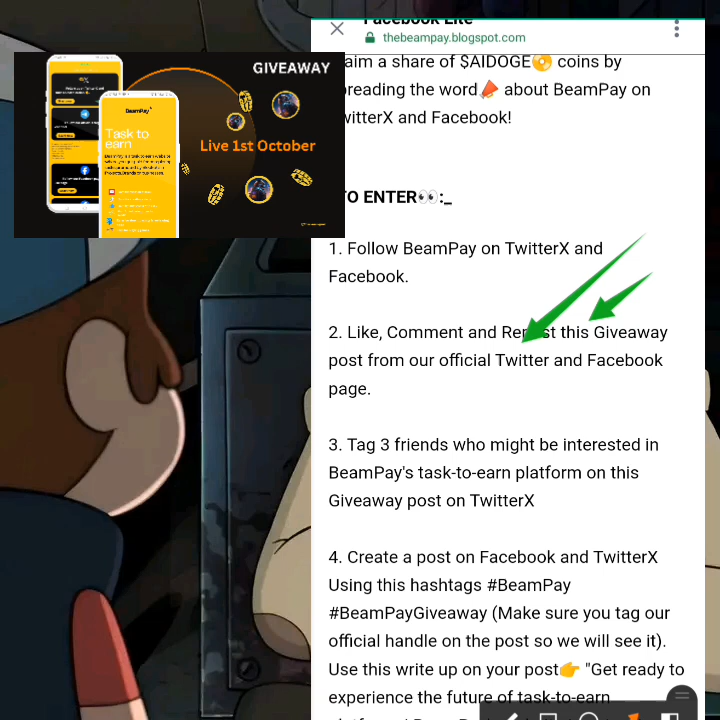 Facebook Lite
thebeampay.blogspot.com
GIVEAWAY
BeamPay
Task to
earn
Live 1st October
aim a share of $AIDOGE📀 coins by
reading the word📣 about BeamPay on
witterX and Facebook!
TO ENTER👀:_
1. Follow BeamPay on TwitterX and
Facebook.
2. Like, Comment and Repost this Giveaway
post from our official Twitter and Facebook
page.
3. Tag 3 friends who might be interested in
BeamPay's task-to-earn platform on this
Giveaway post on TwitterX
4. Create a post on Facebook and TwitterX
Using this hashtags #BeamPay
#BeamPayGiveaway (Make sure you tag our
official handle on the post so we will see it).
Use this write up on your post👉 "Get ready to
experience the future of task-to-earn